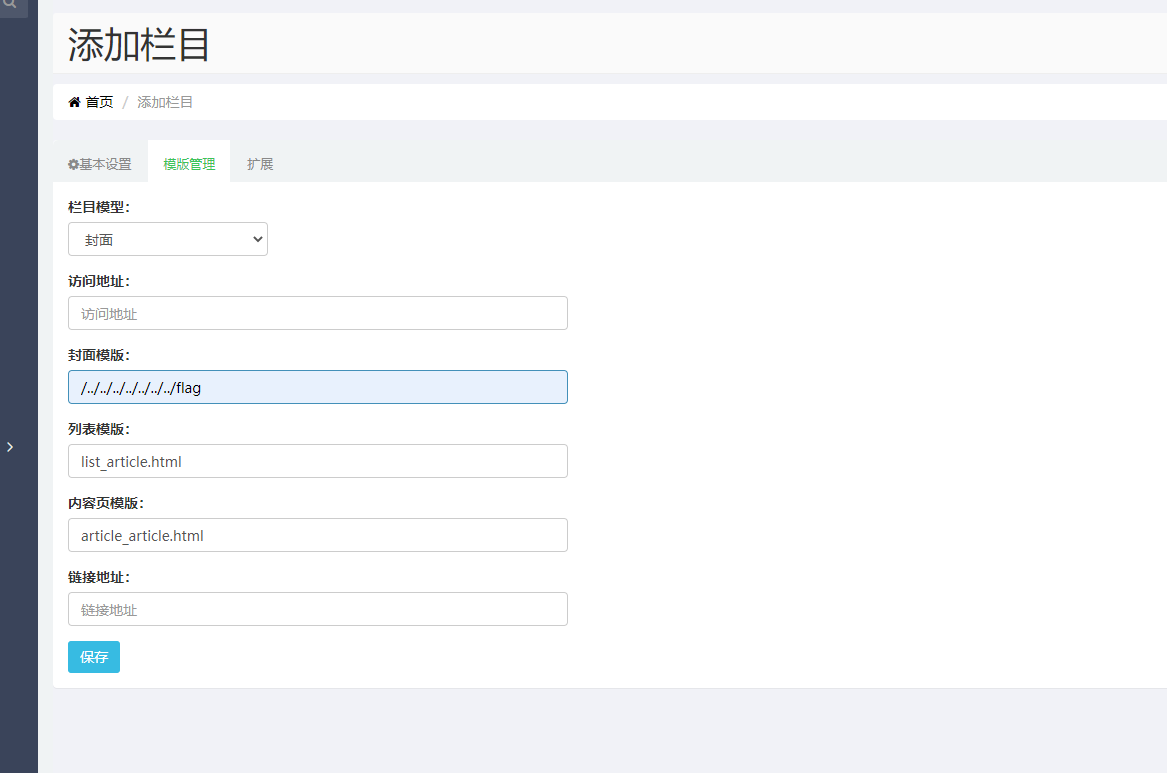 添加栏目
首页 / 添加栏目
基本设置 模版管理 扩展
栏目模型：
封面
访问地址：
访问地址
封面模版：
/../../../../../../../flag
列表模版：
list_article.html
内容页模版：
article_article.html
链接地址：
链接地址
保存